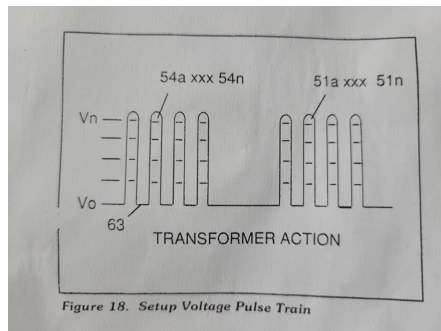 54a xxx 54n
51a xxx 51n
Vn
Vo
63
TRANSFORMER ACTION
Figure 18. Setup Voltage Pulse Train